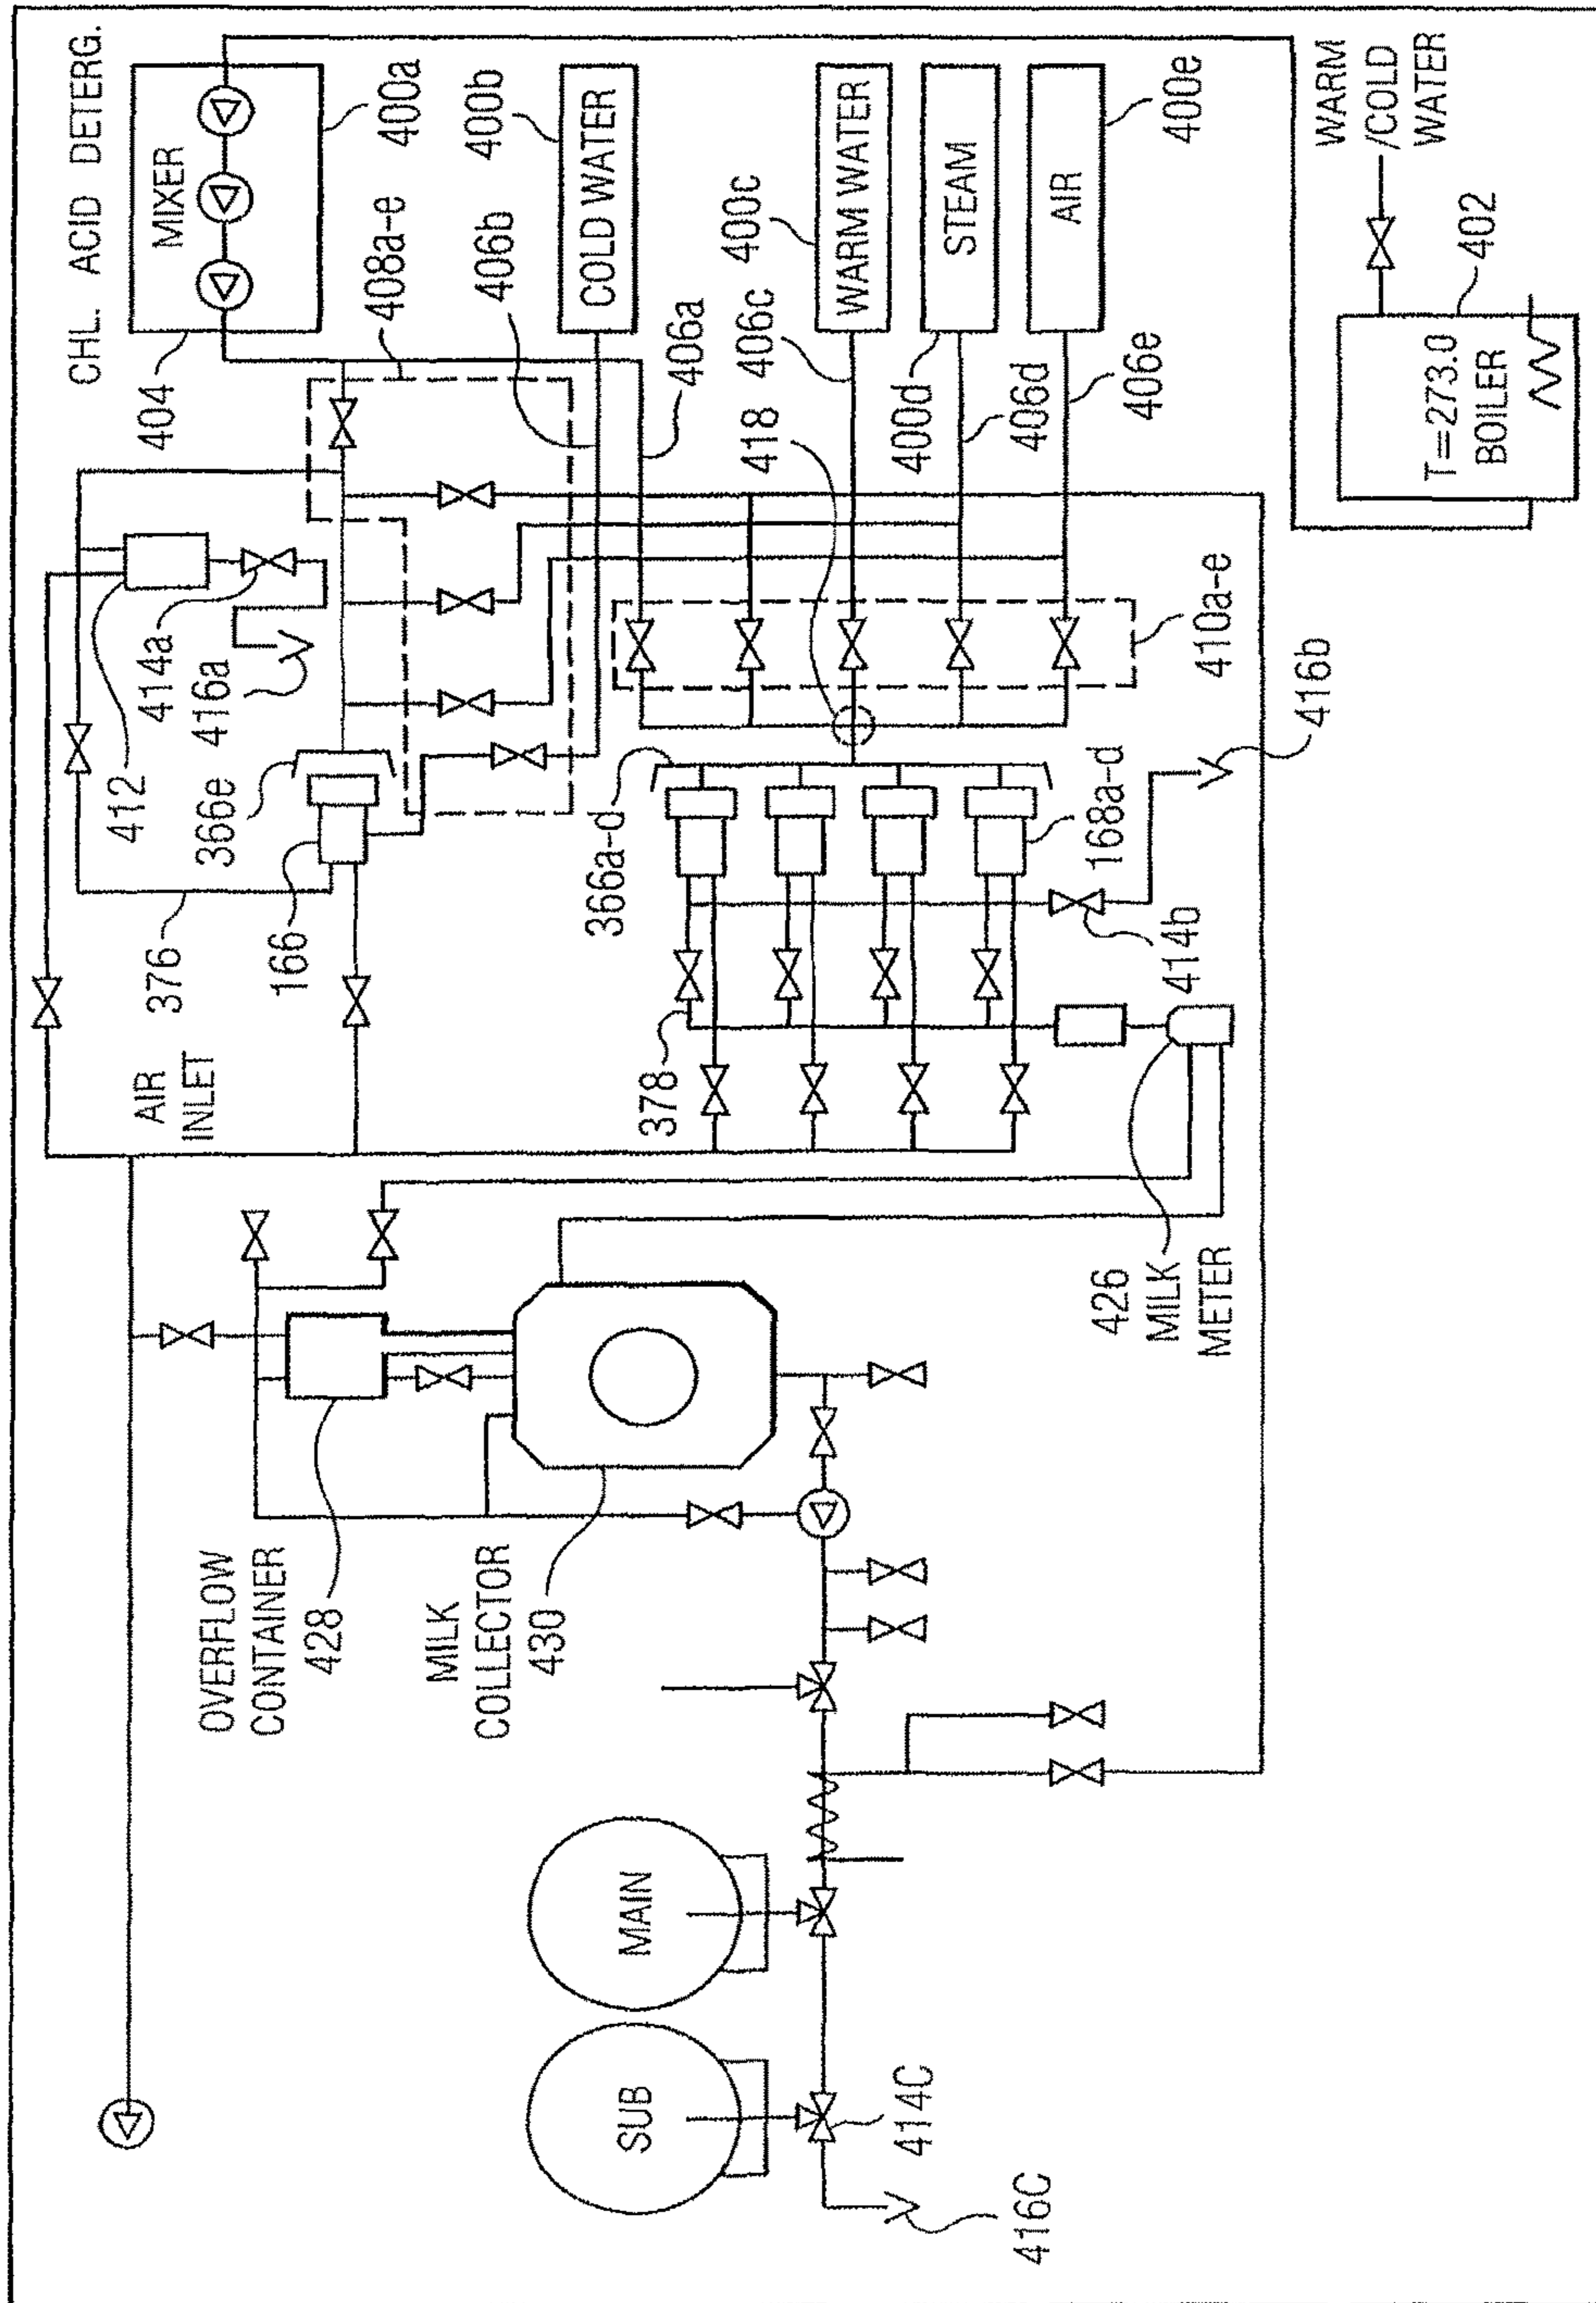 CHL. ACID DETERG.
MIXER
400a
404
408a-e
COLD WATER
400b
406b
406a
WARM WATER
400c
406c
STEAM
400d
406d
AIR
400e
406e
418
410a-e
WARM
/COLD
WATER
402
T=273.0
BOILER
412
414a
416a
366e
166
376
AIR
INLET
366a-d
168a-d
378
414b
416b
426
MILK
METER
OVERFLOW
CONTAINER
428
MILK
COLLECTOR
430
MAIN
SUB
414C
416C